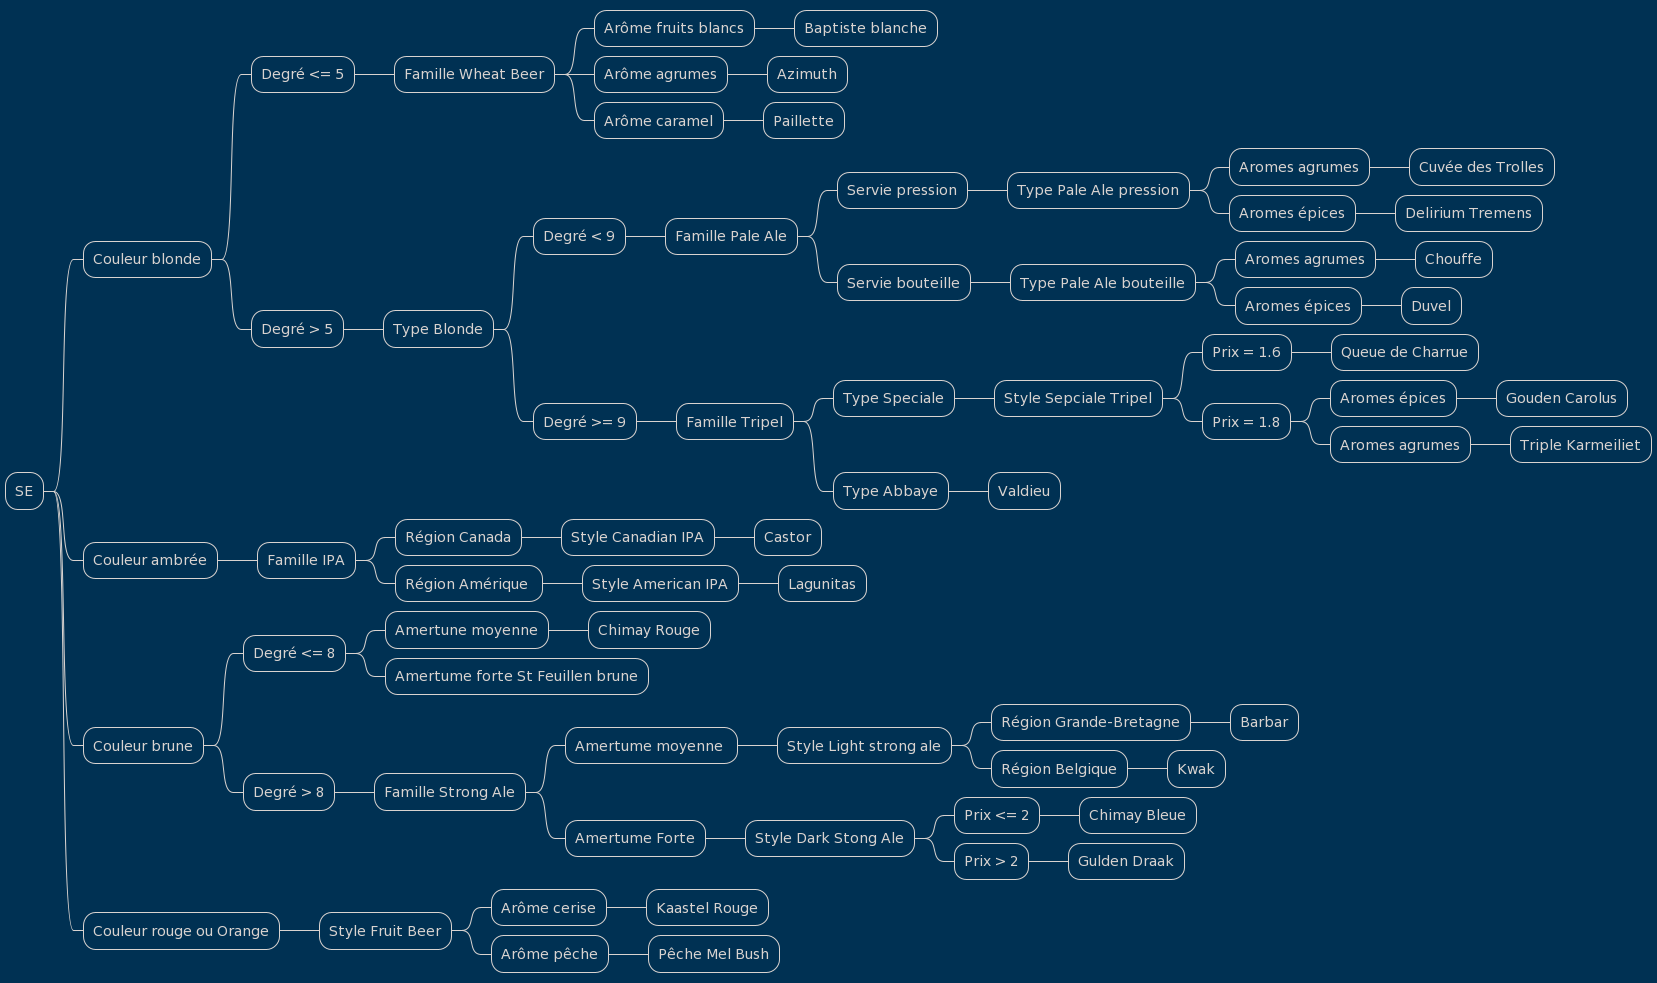 SE
Couleur blonde
Degré <= 5
Famille Wheat Beer
Arôme fruits blancs
Baptiste blanche
Arôme agrumes
Azimuth
Arôme caramel
Paillette
Degré > 5
Type Blonde
Degré < 9
Famille Pale Ale
Servie pression
Type Pale Ale pression
Aromes agrumes
Cuvée des Trolles
Aromes épices
Delirium Tremens
Servie bouteille
Type Pale Ale bouteille
Aromes agrumes
Chouffe
Aromes épices
Duvel
Degré >= 9
Famille Tripel
Type Speciale
Style Sepciale Tripel
Prix = 1.6
Queue de Charrue
Prix = 1.8
Aromes épices
Gouden Carolus
Aromes agrumes
Triple Karmeiliet
Type Abbaye
Valdieu
Couleur ambrée
Famille IPA
Région Canada
Style Canadian IPA
Castor
Région Amérique
Style American IPA
Lagunitas
Couleur brune
Degré <= 8
Amertune moyenne
Chimay Rouge
Amertume forte St Feuillen brune
Degré > 8
Famille Strong Ale
Amertume moyenne
Style Light strong ale
Région Grande-Bretagne
Barbar
Région Belgique
Kwak
Amertume Forte
Style Dark Stong Ale
Prix <= 2
Chimay Bleue
Prix > 2
Gulden Draak
Couleur rouge ou Orange
Style Fruit Beer
Arôme cerise
Kaastel Rouge
Arôme pêche
Pêche Mel Bush